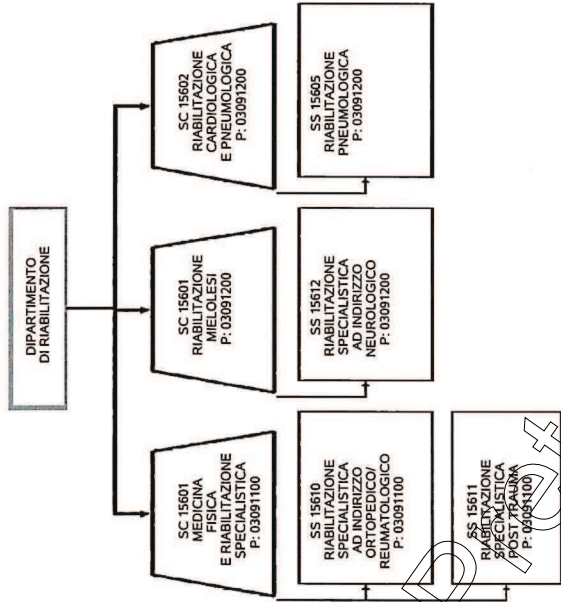 DIPARTIMENTO
DI RIABILITAZIONE
SC 15601
MEDICINA
FISICA
E RIABILITAZIONE
SPECIALISTICA
P: 03091100
SS 15610
RIABILITAZIONE
SPECIALISTICA
AD INDIRIZZO
ORTOPEDICO/
REUMATOLOGICO
P: 03091100
SS 15611
RIABILITAZIONE
SPECIALISTICA
POST TRAUMA
P: 03091100
SC 15601
RIABILITAZIONE
MIELOLESI
P: 03091200
SS 15612
RIABILITAZIONE
SPECIALISTICA
AD INDIRIZZO
NEUROLOGICO
P: 03091200
SC 15602
RIABILITAZIONE
CARDIOLOGICA
E PNEUMOLOGICA
P: 03091200
SS 15605
RIABILITAZIONE
PNEUMOLOGICA
P: 03091200